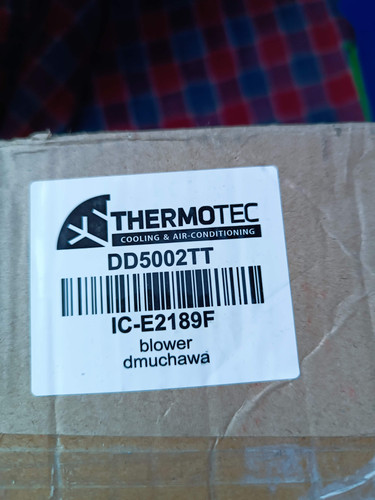 THERMOTEC
COOLING & AIR-CONDITIONING
DD5002TT
IC-E2189F
blower
dmuchawa